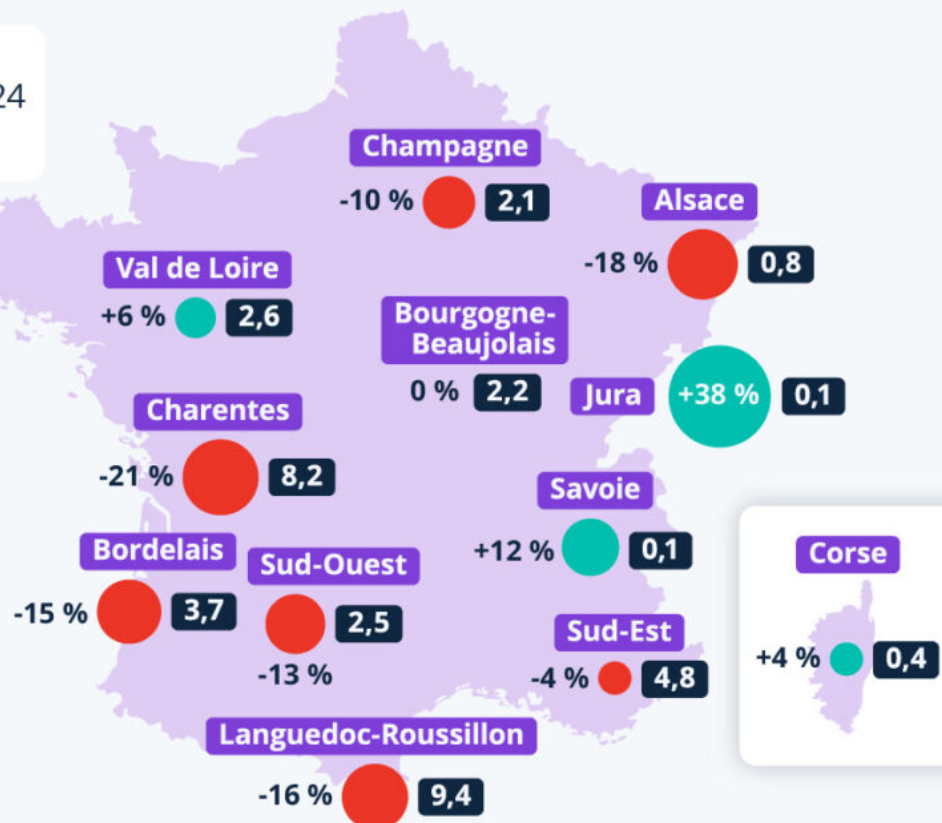 24
Champagne
-10 % 2,1
Alsace
-18 % 0,8
Val de Loire
+6 % 2,6
Bourgogne-
Beaujolais
0 % 2,2
Jura +38 % 0,1
Charentes
-21 % 8,2
Savoie
+12 % 0,1
Bordelais
-15 % 3,7
Sud-Ouest
2,5
-13 %
Corse
+4 % 0,4
Sud-Est
-4 % 4,8
Languedoc-Roussillon
-16 % 9,4